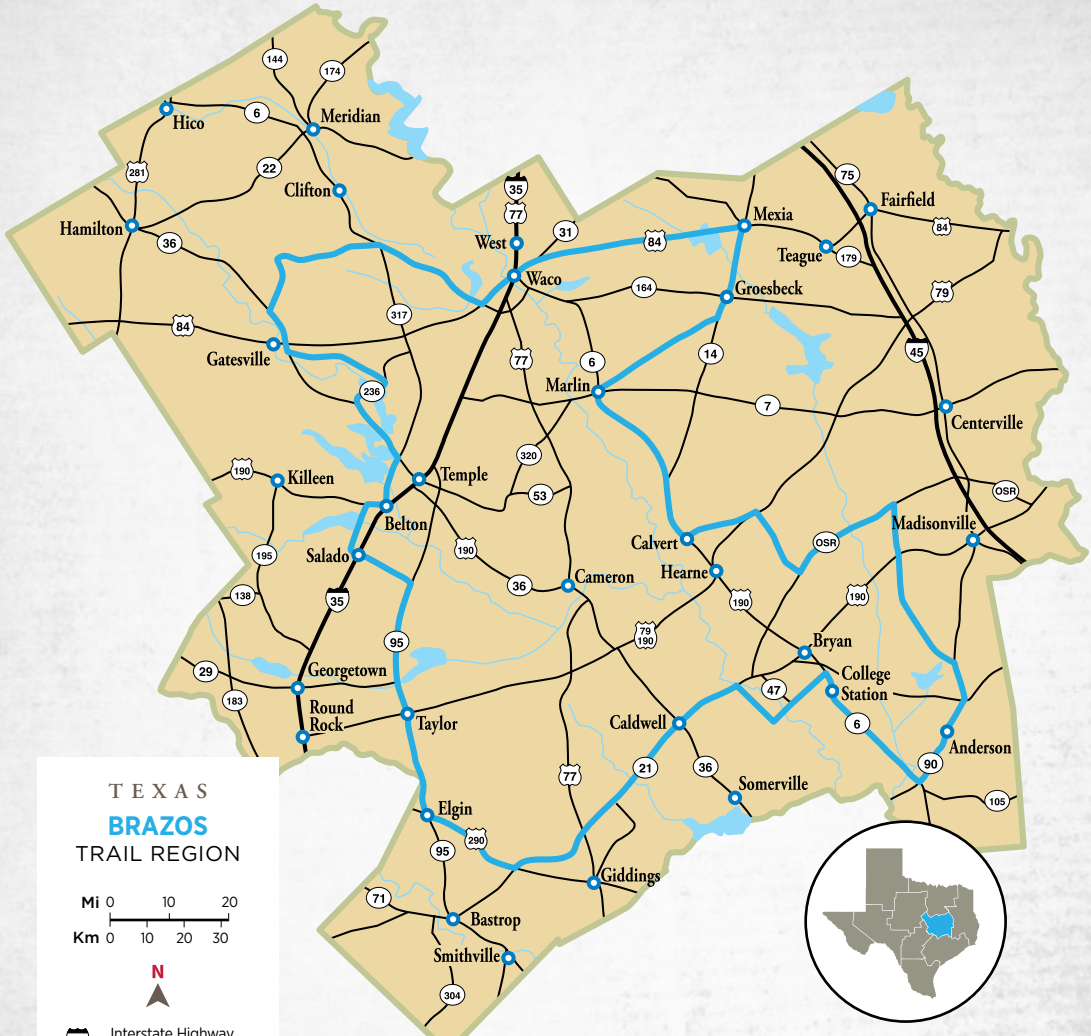 144
174
Hico
6
Meridian
281
22
Clifton
35
77
75
Fairfield
Hamilton
36
West
31
Mexia
84
84
Teague
179
Waco
164
Groesbeck
79
317
84
Gatesville
77
6
14
45
236
Marlin
7
Centerville
190
Killeen
Temple
320
53
OSR
Belton
Madisonville
Calvert
OSR
195
Salado
190
36
Cameron
Hearne
138
35
190
190
95
79
190
Bryan
29
Georgetown
College
Station
183
Round
Rock
47
Taylor
Caldwell
6
Anderson
90
21
36
77
Somerville
105
Elgin
290
95
Giddings
71
Bastrop
Smithville
304
TEXAS
BRAZOS
TRAIL REGION
Mi 0 10 20
Km 0 10 20 30
N
Interstate Highway